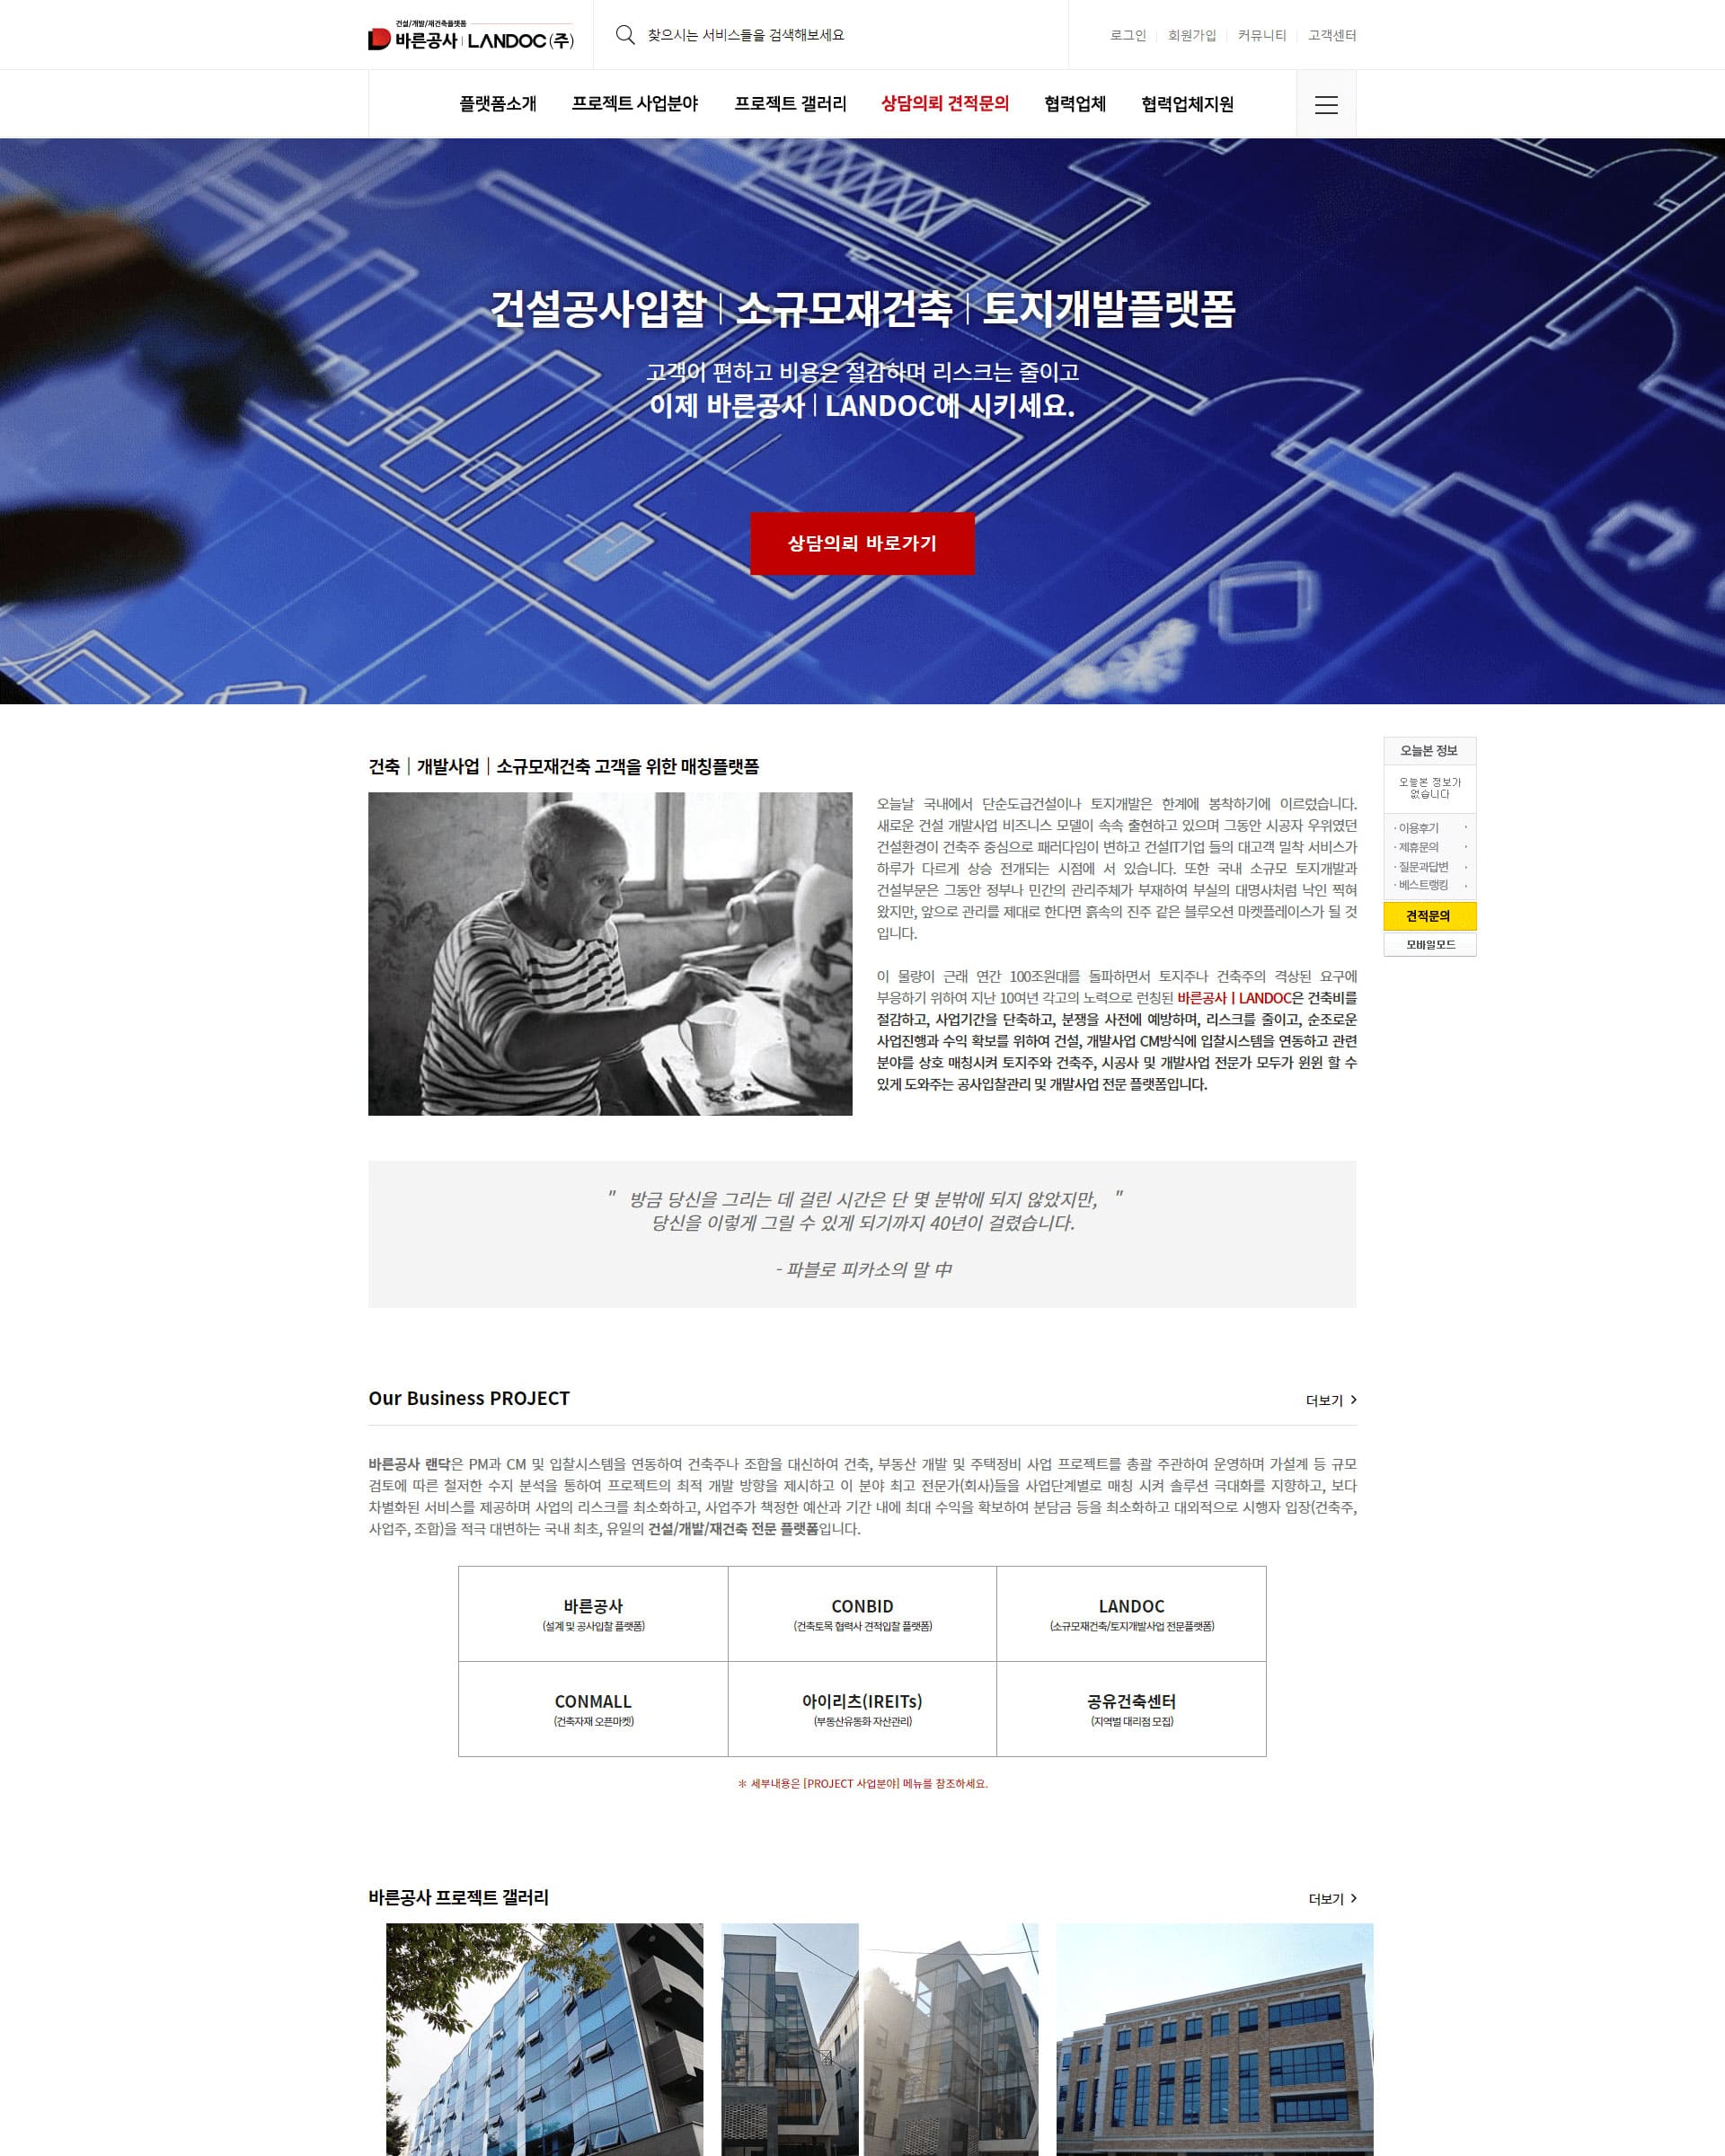 건설/개발/재건축플랫폼
바른공사 | LANDOC(주)
찾으시는 서비스들을 검색해보세요
로그인 | 회원가입 | 커뮤니티 | 고객센터
플랫폼소개 프로젝트 사업분야 프로젝트 갤러리 상담의뢰 견적문의 협력업체 협력업체지원
건설공사입찰 | 소규모재건축 | 토지개발플랫폼
고객이 편하고 비용은 절감하며 리스크는 줄이고
이제 바른공사 | LANDOC에 시키세요.
상담의뢰 바로가기
건축 | 개발사업 | 소규모재건축 고객을 위한 매칭플랫폼
오늘날 국내에서 단순도급건설이나 토지개발은 한계에 봉착하기에 이르렀습니다.
새로운 건설 개발사업 비즈니스 모델이 속속 출현하고 있으며 그동안 시공자 우위였던
건설환경이 건축주 중심으로 패러다임이 변하고 건설IT기업 들의 대고객 밀착 서비스가
하루가 다르게 상승 전개되는 시점에 서 있습니다. 또한 국내 소규모 토지개발과
건설부문은 그동안 정부나 민간의 관리주체가 부재하여 부실의 대명사처럼 낙인 찍혀
왔지만, 앞으로 관리를 제대로 한다면 흙속의 진주 같은 블루오션 마켓플레이스가 될 것
입니다.
이 물량이 근래 연간 100조원대를 돌파하면서 토지주나 건축주의 격상된 요구에
부응하기 위하여 지난 10여년 각고의 노력으로 런칭된 바른공사 | LANDOC은 건축비를
절감하고, 사업기간을 단축하고, 분쟁을 사전에 예방하며, 리스크를 줄이고, 순조로운
사업진행과 수익 확보를 위하여 건설, 개발사업 CM방식에 입찰시스템을 연동하고 관련
분야를 상호 매칭시켜 토지주와 건축주, 시공사 및 개발사업 전문가 모두가 윈윈 할 수
있게 도와주는 공사입찰관리 및 개발사업 전문 플랫폼입니다.
오늘본 정보
오늘본 정보가
없습니다
· 이용후기
· 제휴문의
· 질문과답변
· 베스트랭킹
견적문의
모바일모드
" 방금 당신을 그리는 데 걸린 시간은 단 몇 분밖에 되지 않았지만, "
당신을 이렇게 그릴 수 있게 되기까지 40년이 걸렸습니다.
- 파블로 피카소의 말 中
Our Business PROJECT
더보기 >
바른공사 랜닥은 PM과 CM 및 입찰시스템을 연동하여 건축주나 조합을 대신하여 건축, 부동산 개발 및 주택정비 사업 프로젝트를 총괄 주관하여 운영하며 가설계 등 규모
검토에 따른 철저한 수지 분석을 통하여 프로젝트의 최적 개발 방향을 제시하고 이 분야 최고 전문가(회사)들을 사업단계별로 매칭 시켜 솔루션 극대화를 지향하고, 보다
차별화된 서비스를 제공하며 사업의 리스크를 최소화하고, 사업주가 책정한 예산과 기간 내에 최대 수익을 확보하여 분담금 등을 최소화하고 대외적으로 시행자 입장(건축주,
사업주, 조합)을 적극 대변하는 국내 최초, 유일의 건설/개발/재건축 전문 플랫폼입니다.
바른공사
(설계 및 공사입찰 플랫폼)
CONBID
(건축토목 협력사 견적입찰 플랫폼)
LANDOC
(소규모재건축/토지개발사업 전문플랫폼)
CONMALL
(건축자재 오픈마켓)
아이리츠(IREITs)
(부동산유동화 자산관리)
공유건축센터
(지역별 대리점 모집)
※ 세부내용은 [PROJECT 사업분야] 메뉴를 참조하세요.
바른공사 프로젝트 갤러리
더보기 >